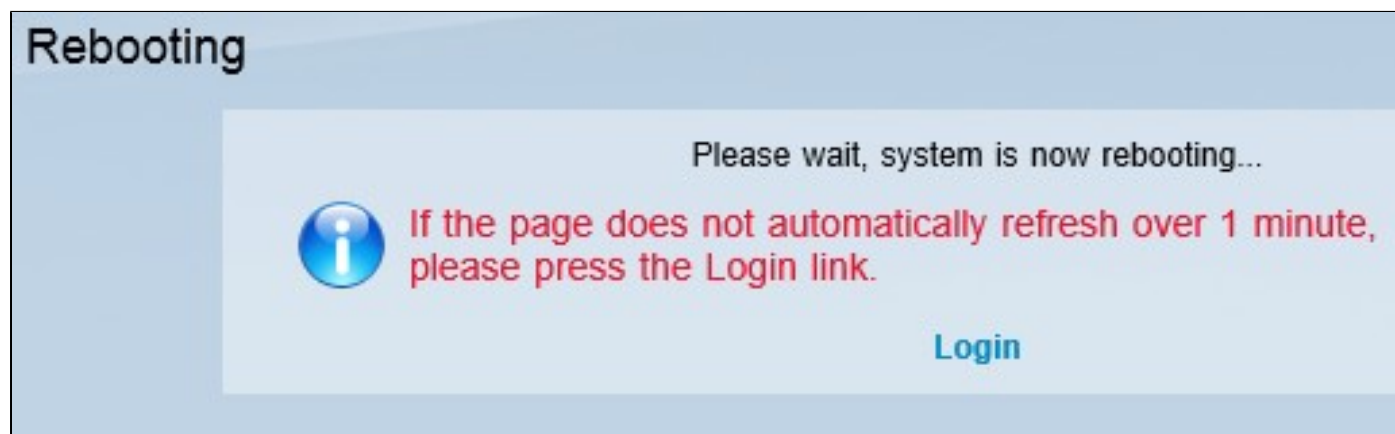 Rebooting
Please wait, system is now rebooting...
If the page does not automatically refresh over 1 minute,
please press the Login link.
Login